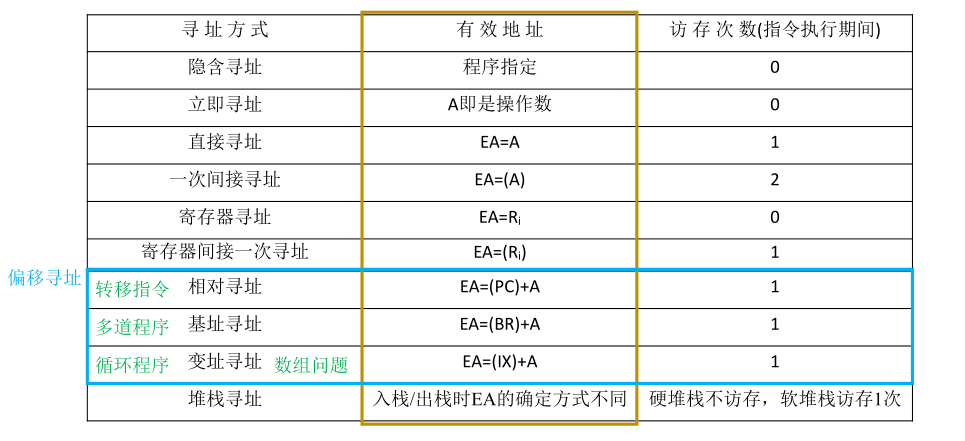 寻址方式 有效地址 访存次数(指令执行期间)
隐含寻址 程序指定 0
立即寻址 A即是操作数 0
直接寻址 EA=A 1
一次间接寻址 EA=(A) 2
寄存器寻址 EA=Ri 0
寄存器间接一次寻址 EA=(Ri) 1
偏移寻址 转移指令 相对寻址 EA=(PC)+A 1
多道程序 基址寻址 EA=(BR)+A 1
循环程序 变址寻址 数组问题 EA=(IX)+A 1
堆栈寻址 入栈/出栈时EA的确定方式不同 硬堆栈不访存，软堆栈访存1次